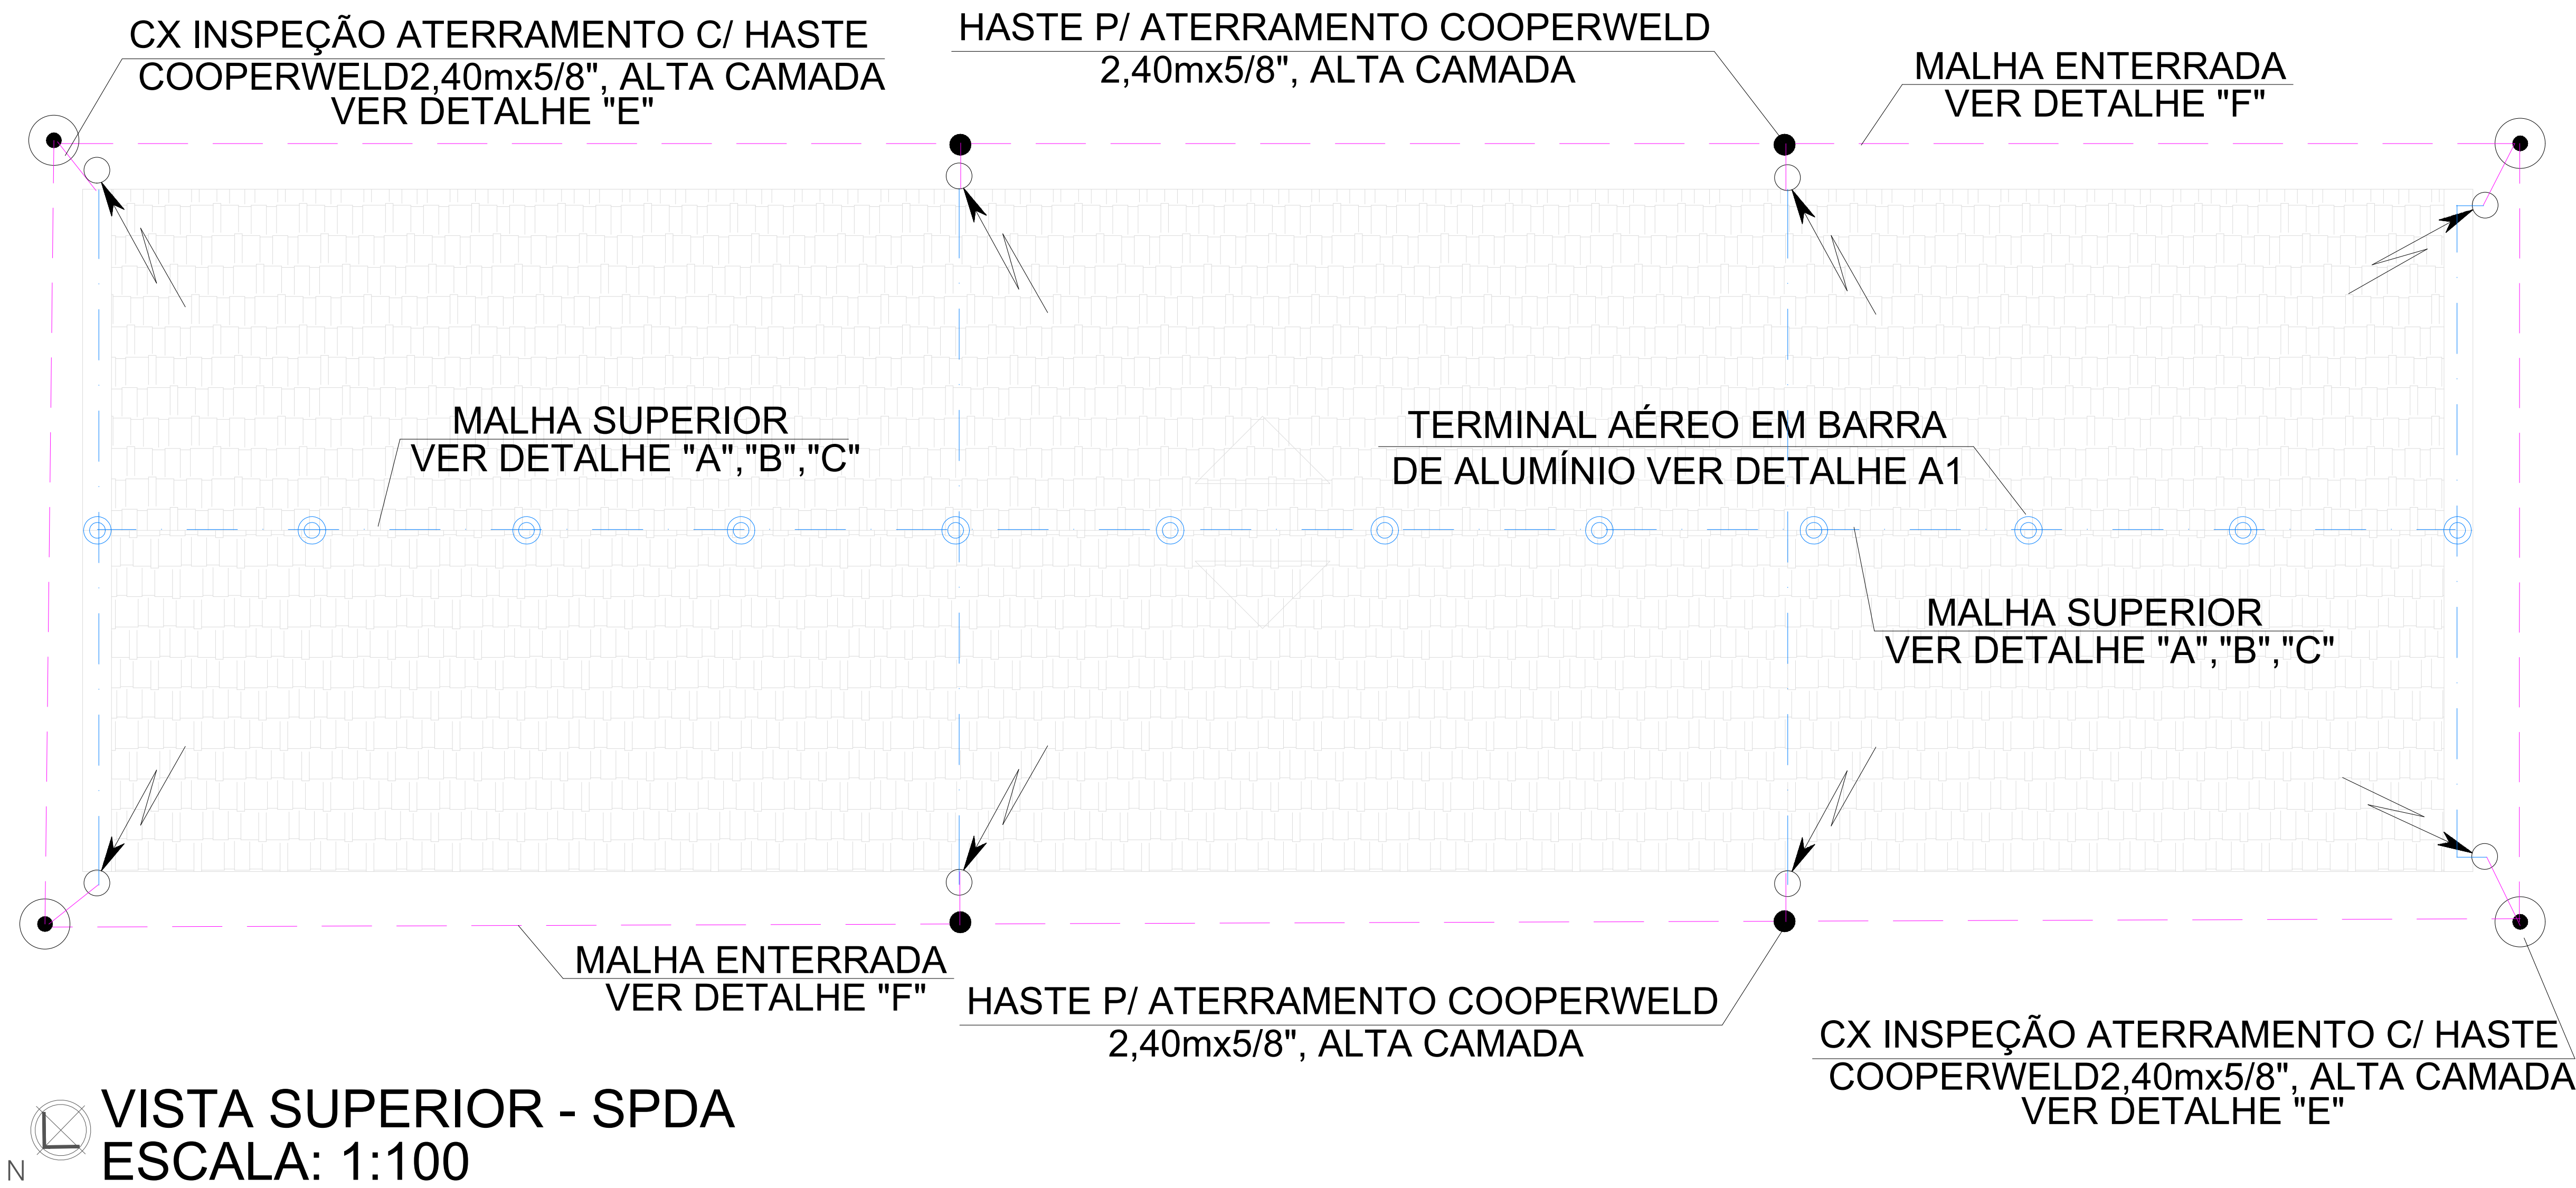 CX INSPEÇÃO ATERRAMENTO C/ HASTE
COOPERWELD2,40mx5/8", ALTA CAMADA
VER DETALHE "E"
HASTE P/ ATERRAMENTO COOPERWELD
2,40mx5/8", ALTA CAMADA
MALHA ENTERRADA
VER DETALHE "F"
MALHA SUPERIOR
VER DETALHE "A","B","C"
TERMINAL AÉREO EM BARRA
DE ALUMÍNIO VER DETALHE A1
MALHA SUPERIOR
VER DETALHE "A","B","C"
MALHA ENTERRADA
VER DETALHE "F"
HASTE P/ ATERRAMENTO COOPERWELD
2,40mx5/8", ALTA CAMADA
CX INSPEÇÃO ATERRAMENTO C/ HASTE
COOPERWELD2,40mx5/8", ALTA CAMADA
VER DETALHE "E"
VISTA SUPERIOR - SPDA
ESCALA: 1:100
N